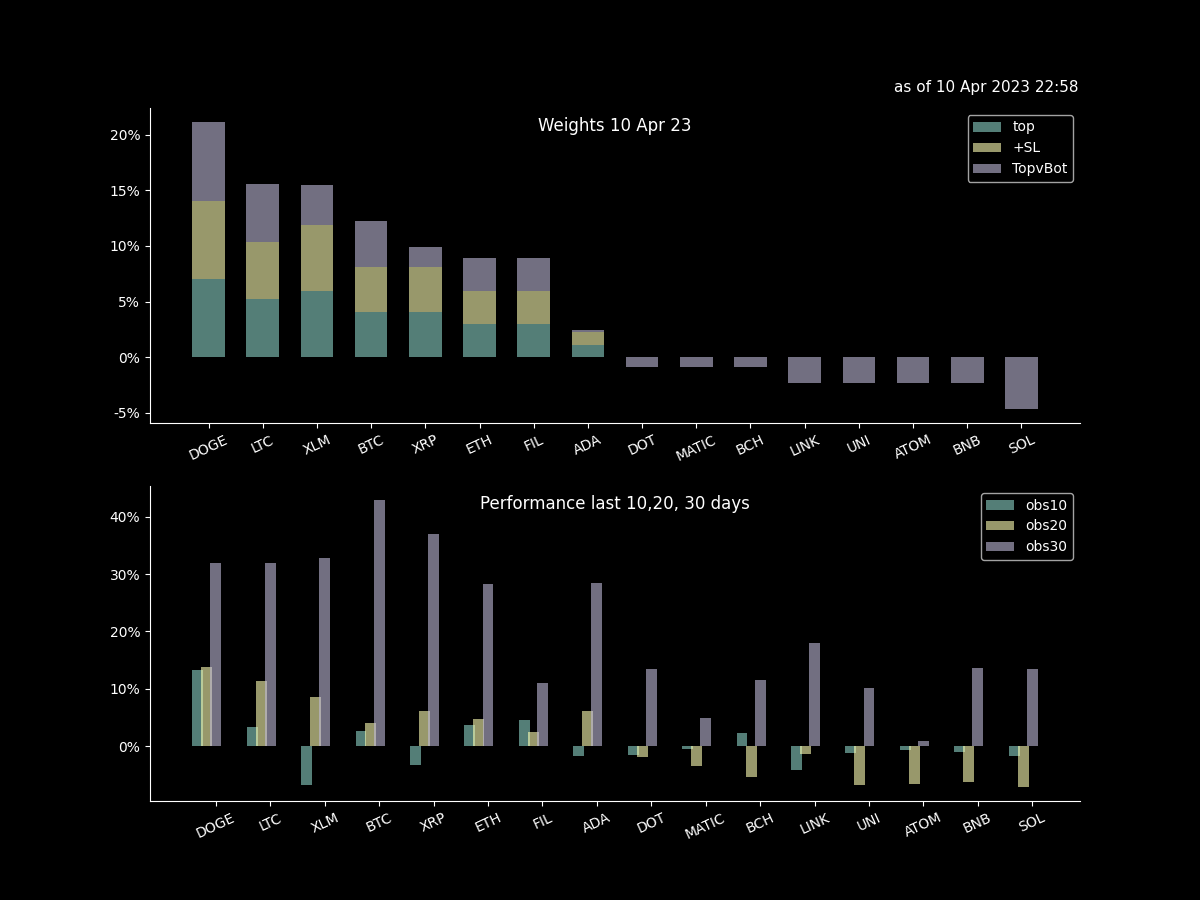 as of 10 Apr 2023 22:58
Weights 10 Apr 23
top
+SL
TopvBot
20%
15%
10%
5%
0%
-5%
DOGE LTC XLM BTC XRP ETH FIL ADA DOT MATIC BCH LINK UNI ATOM BNB SOL
Performance last 10,20, 30 days
obs10
obs20
obs30
40%
30%
20%
10%
0%
DOGE LTC XLM BTC XRP ETH FIL ADA DOT MATIC BCH LINK UNI ATOM BNB SOL